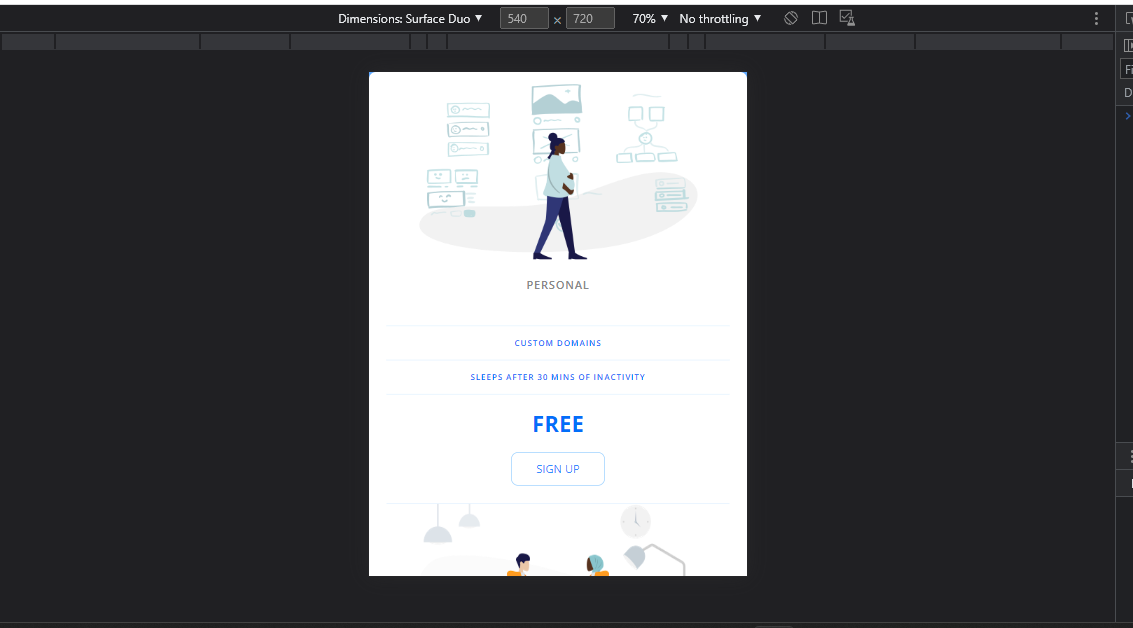 Dimensions: Surface Duo ▼ 540 × 720 70% ▼ No throttling ▼
Fi
D
PERSONAL
CUSTOM DOMAINS
SLEEPS AFTER 30 MINS OF INACTIVITY
FREE
SIGN UP